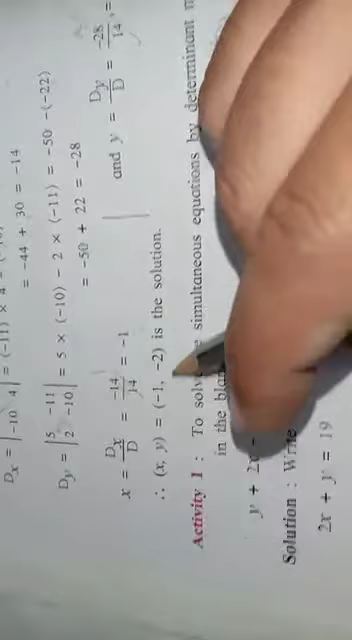 Dx = |-10 4| = (-11) × 4 -
= -44 + 30 = -14
Dy = |5 -11
2 -10| = 5 × (-10) - 2 × (-11) = -50 -(-22)
= -50 + 22 = -28
x = Dx/D = -14/14 = -1 and y = Dy/D = -28/14 =
∴ (x, y) = (-1, -2) is the solution.
Activity 1 : To solve simultaneous equations by determinant
in the
y + 2x -
Solution : Write
2x + y = 19